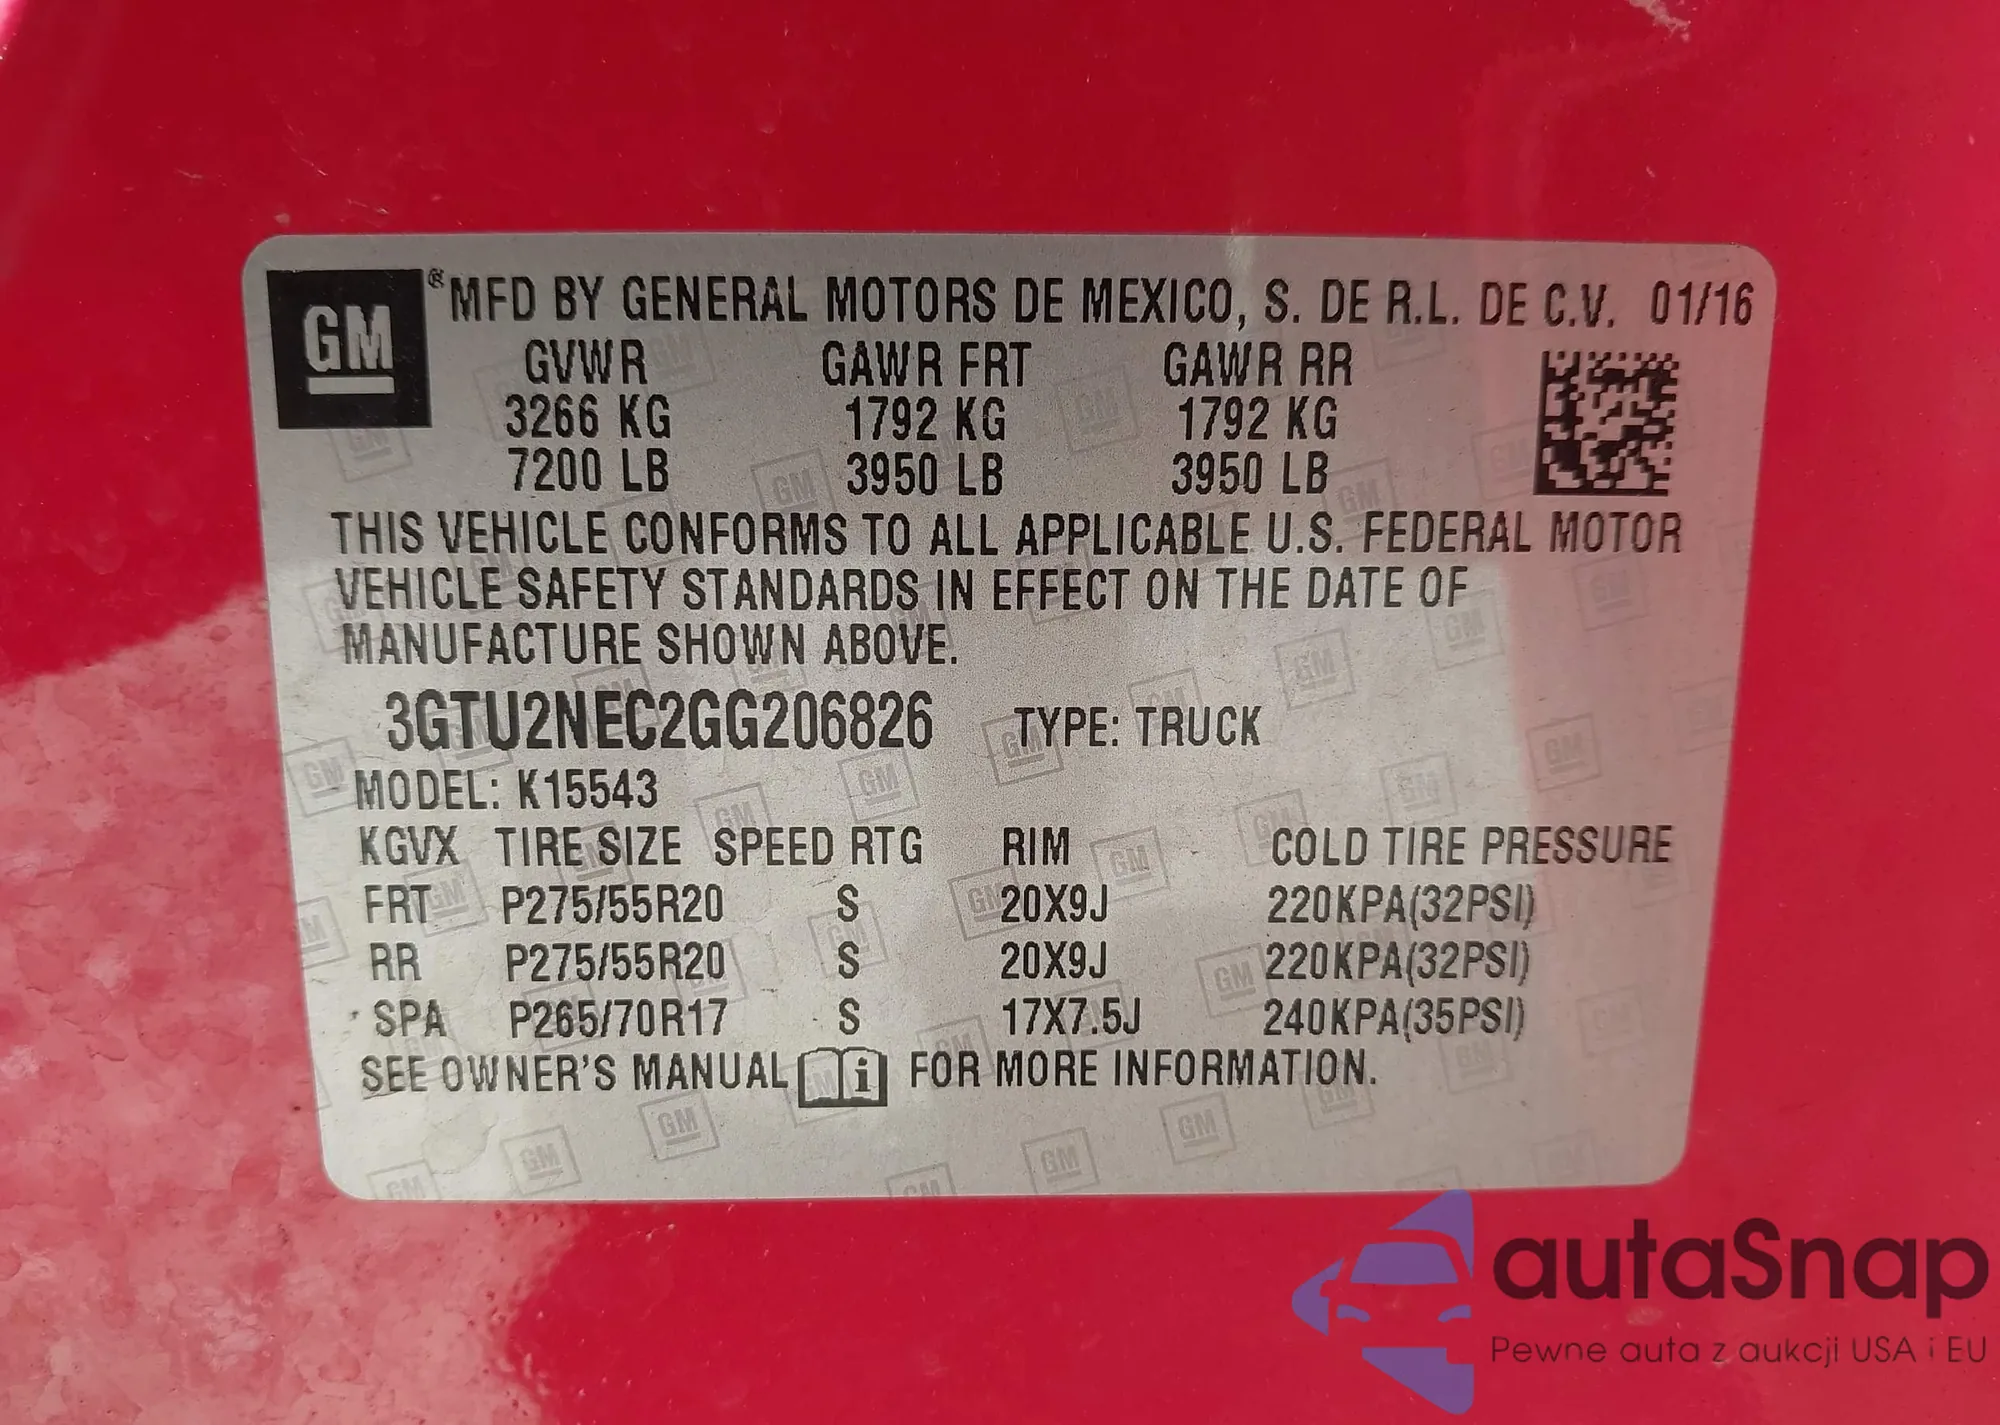 GM ® MFD BY GENERAL MOTORS DE MEXICO, S. DE R.L. DE C.V. 01/16
GVWR GAWR FRT GAWR RR
3266 KG 1792 KG 1792 KG
7200 LB 3950 LB 3950 LB
THIS VEHICLE CONFORMS TO ALL APPLICABLE U.S. FEDERAL MOTOR
VEHICLE SAFETY STANDARDS IN EFFECT ON THE DATE OF
MANUFACTURE SHOWN ABOVE.
3GTU2NEC2GG206826 TYPE: TRUCK
MODEL: K15543
KGVX TIRE SIZE SPEED RTG RIM COLD TIRE PRESSURE
FRT P275/55R20 S 20X9J 220KPA(32PSI)
RR P275/55R20 S 20X9J 220KPA(32PSI)
SPA P265/70R17 S 17X7.5J 240KPA(35PSI)
SEE OWNER'S MANUAL i FOR MORE INFORMATION.
autaSnap
Pewne auta z aukcji USA i EU